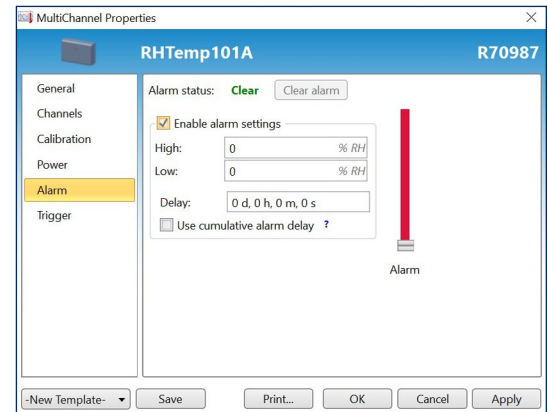 MultiChannel Properties
RHTemp101A R70987
General
Channels
Calibration
Power
Alarm
Trigger
Alarm status: Clear Clear alarm
Enable alarm settings
High: 0 % RH
Low: 0 % RH
Delay: 0 d, 0 h, 0 m, 0 s
Use cumulative alarm delay ?
Alarm
-New Template- Save Print... OK Cancel Apply